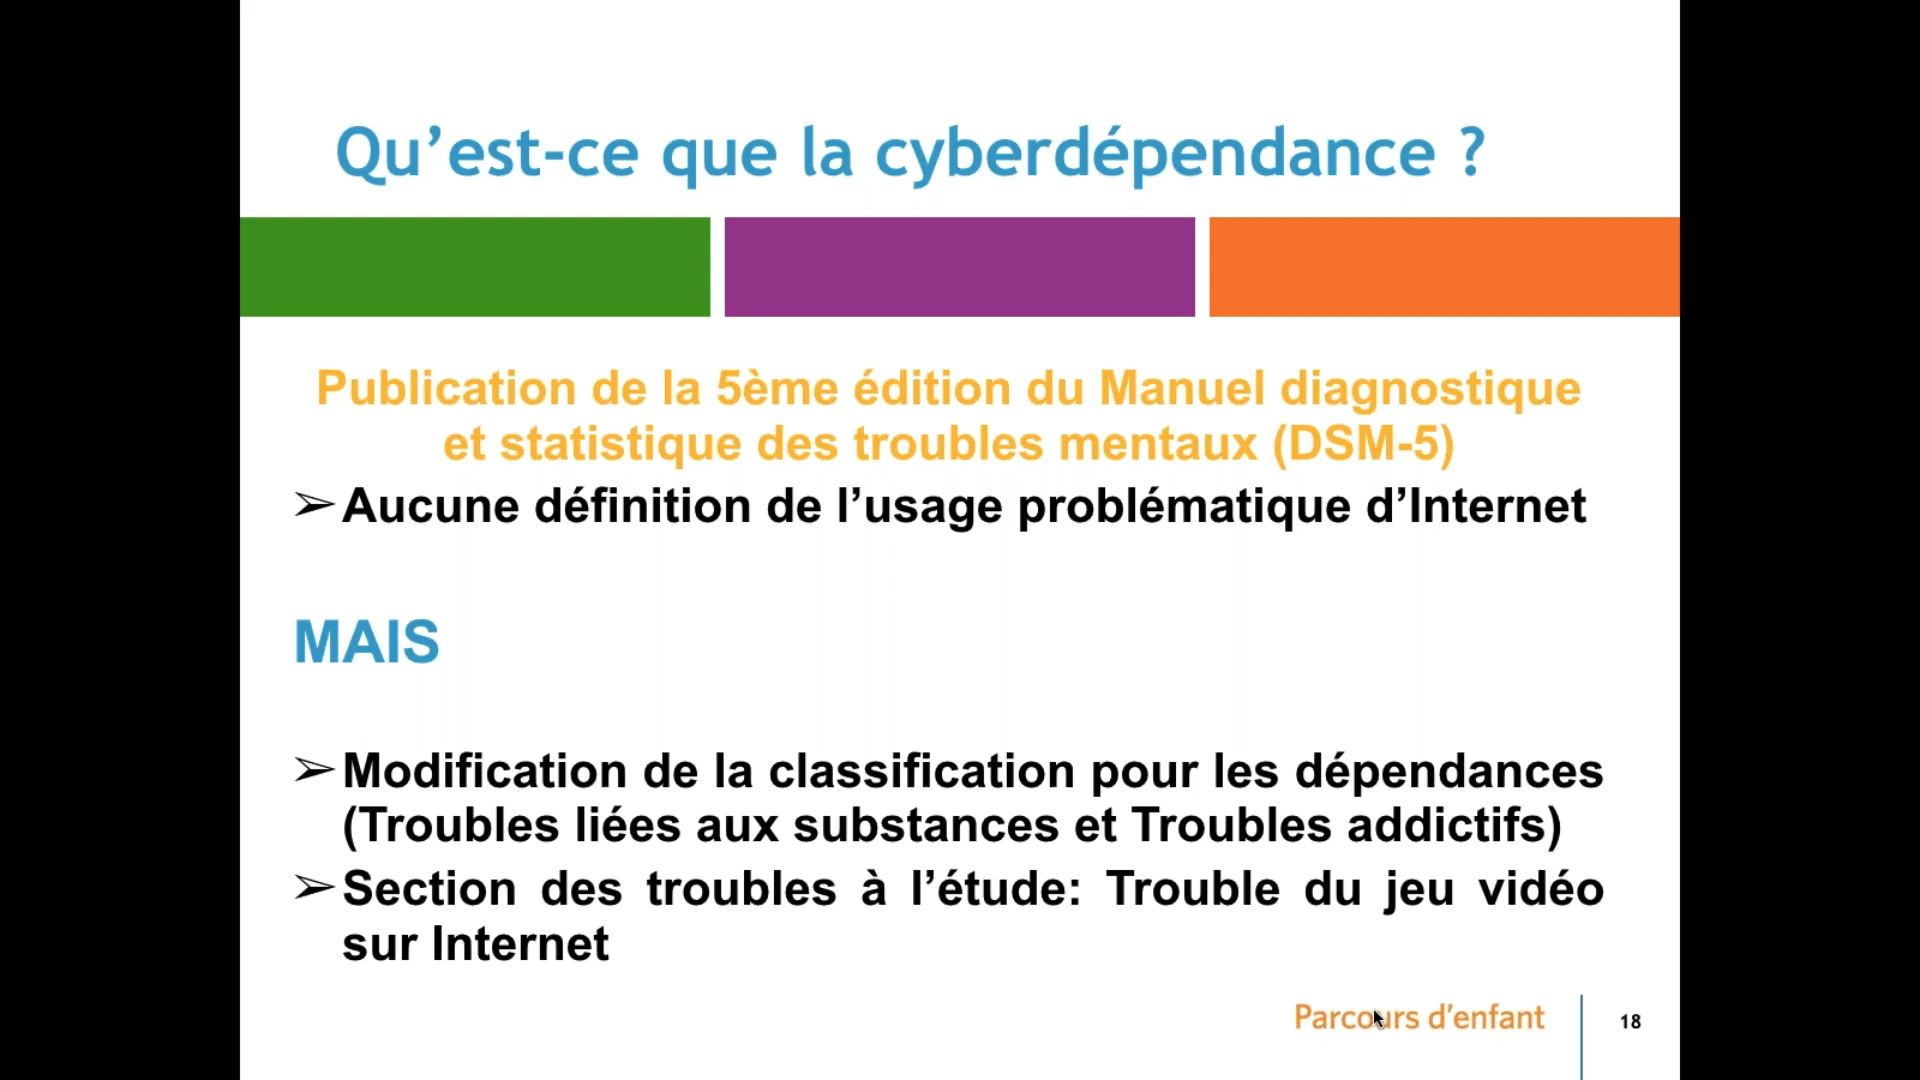 Qu’est-ce que la cyberdépendance ?
Publication de la 5ème édition du Manuel diagnostique
et statistique des troubles mentaux (DSM-5)
➢Aucune définition de l’usage problématique d’Internet
MAIS
➢Modification de la classification pour les dépendances
(Troubles liées aux substances et Troubles addictifs)
➢Section des troubles à l’étude: Trouble du jeu vidéo
sur Internet
Parcours d’enfant
18